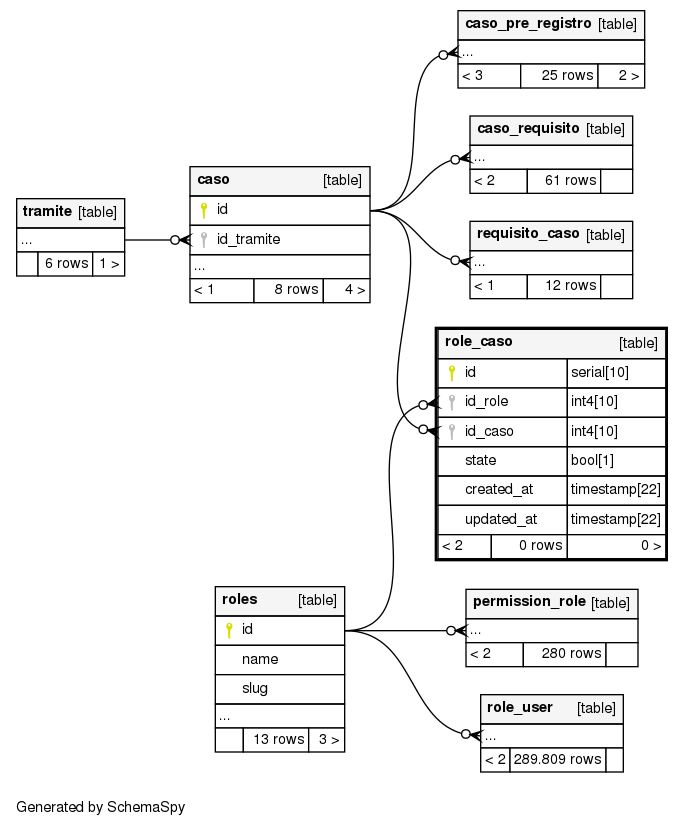 caso_pre_registro [table]
...
< 3 25 rows 2 >
caso_requisito [table]
...
< 2 61 rows
caso [table]
id
id_tramite
...
< 1 8 rows 4 >
tramite [table]
...
6 rows 1 >
requisito_caso [table]
...
< 1 12 rows
role_caso [table]
id serial[10]
id_role int4[10]
id_caso int4[10]
state bool[1]
created_at timestamp[22]
updated_at timestamp[22]
< 2 0 rows 0 >
roles [table]
id
name
slug
...
13 rows 3 >
permission_role [table]
...
< 2 280 rows
role_user [table]
...
< 2 289.809 rows
Generated by SchemaSpy